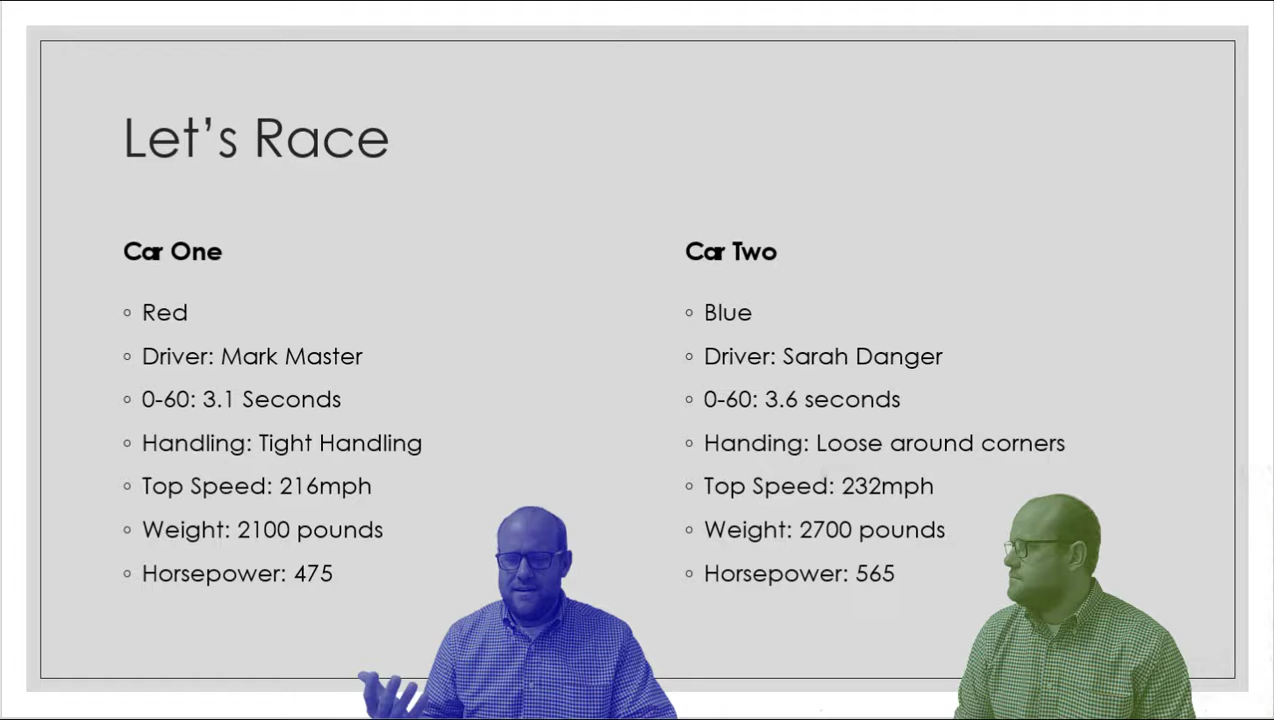 Let's Race
Car One
Red
Driver: Mark Master
0-60: 3.1 Seconds
Handling: Tight Handling
Top Speed: 216mph
Weight: 2100 pounds
Horsepower: 475
Car Two
Blue
Driver: Sarah Danger
0-60: 3.6 seconds
Handing: Loose around corners
Top Speed: 232mph
Weight: 2700 pounds
Horsepower: 565